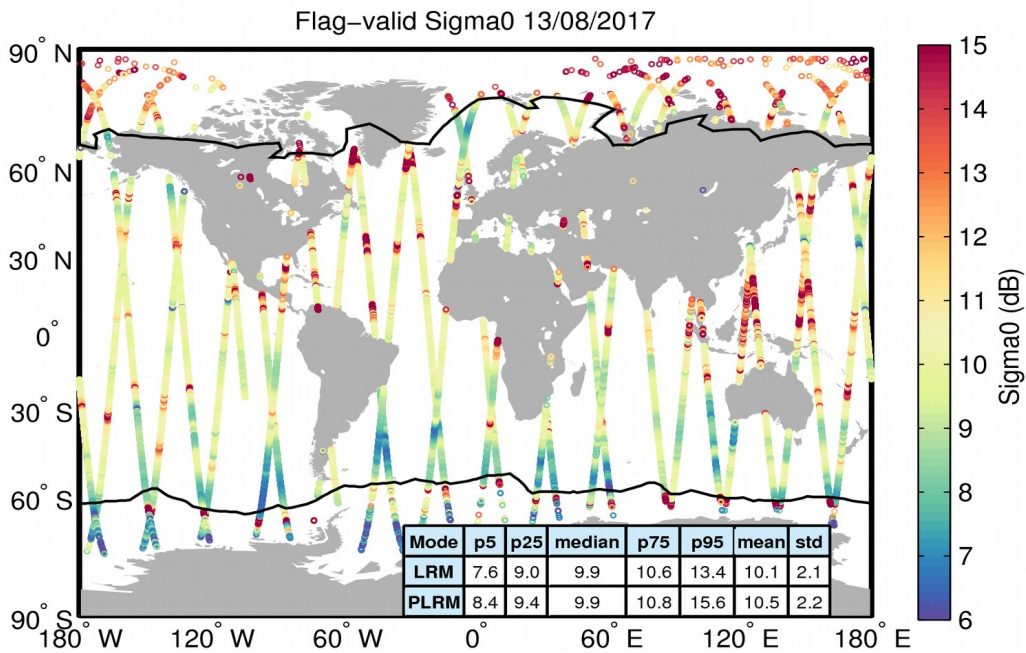 Flag-valid Sigma0 13/08/2017
90° N
60° N
30° N
0°
30° S
60° S
90° S
180° W
120° W
60° W
0°
60° E
120° E
180° E
15
14
13
12
11
10
9
8
7
6
Sigma0 (dB)
Mode p5 p25 median p75 p95 mean std
LRM 7.6 9.0 9.9 10.6 13.4 10.1 2.1
PLRM 8.4 9.4 9.9 10.8 15.6 10.5 2.2